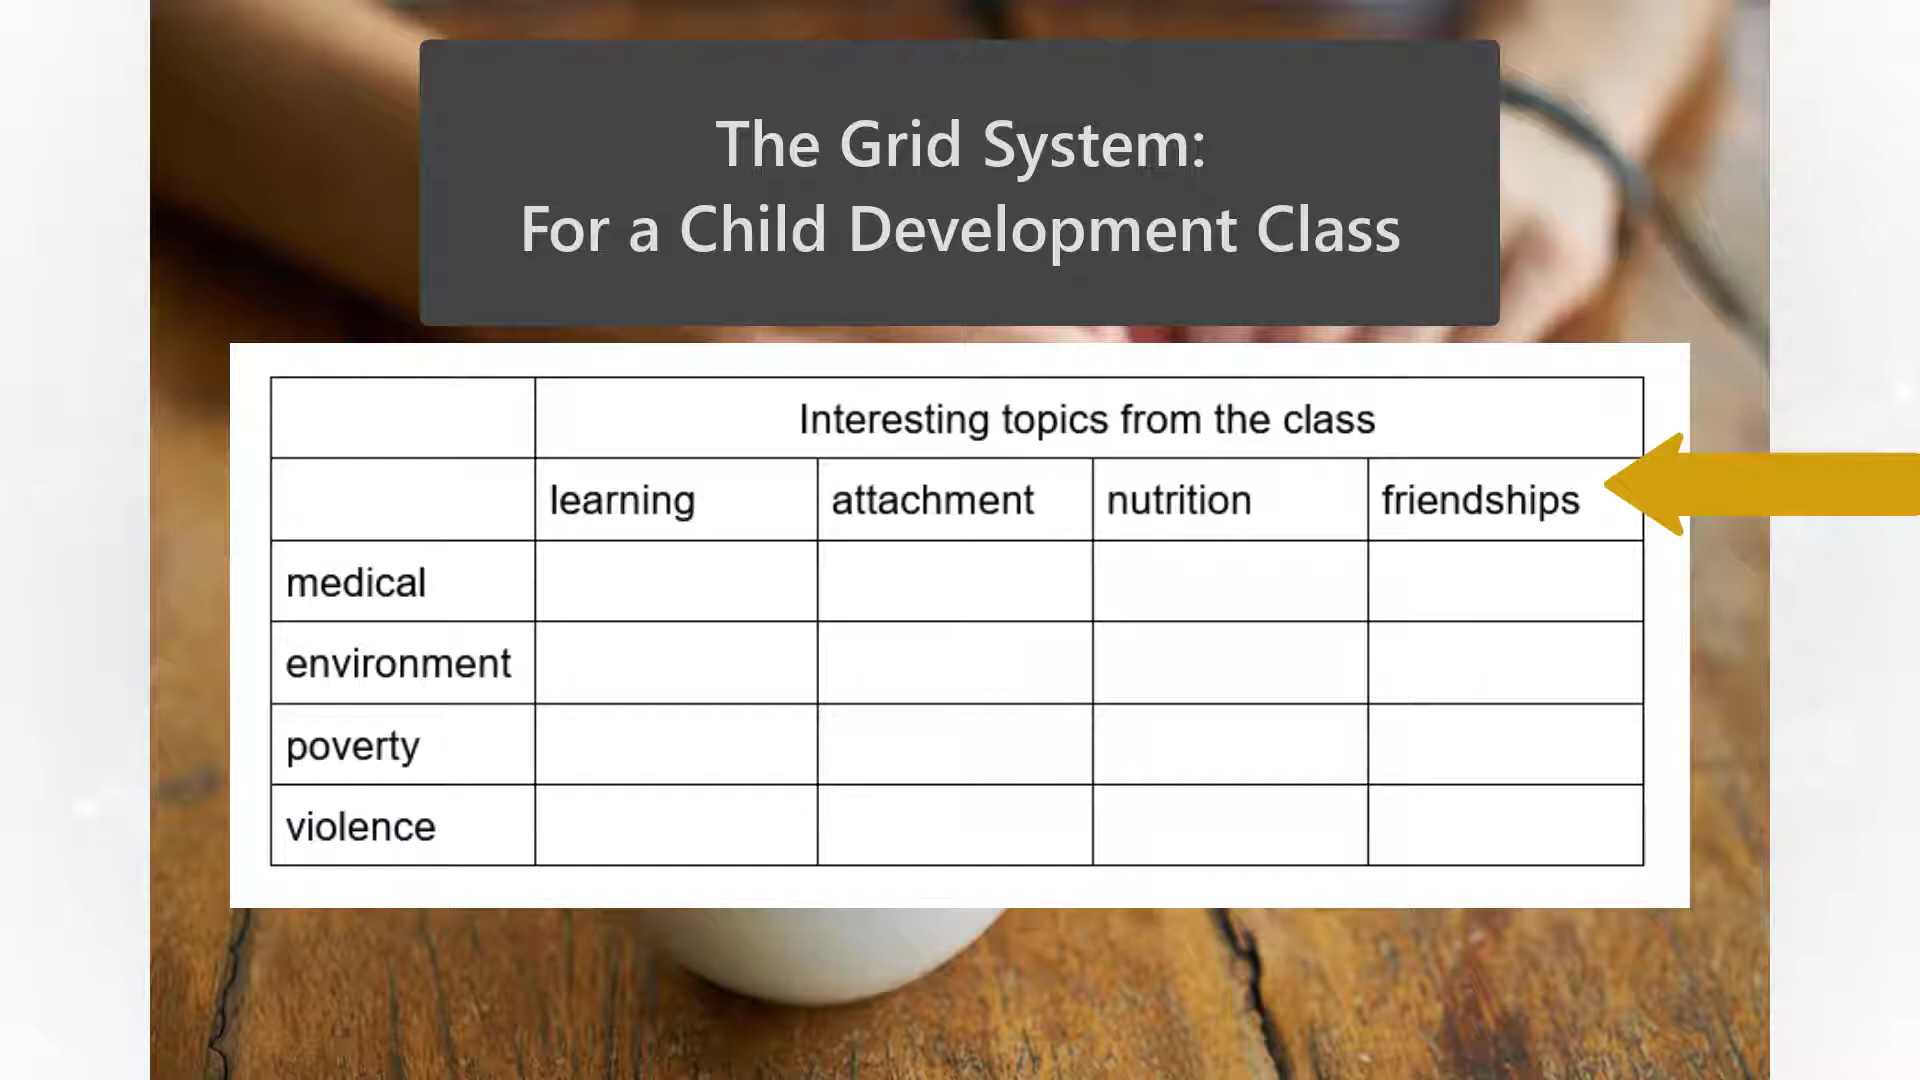 The Grid System:
For a Child Development Class
Interesting topics from the class
learning attachment nutrition friendships
medical
environment
poverty
violence